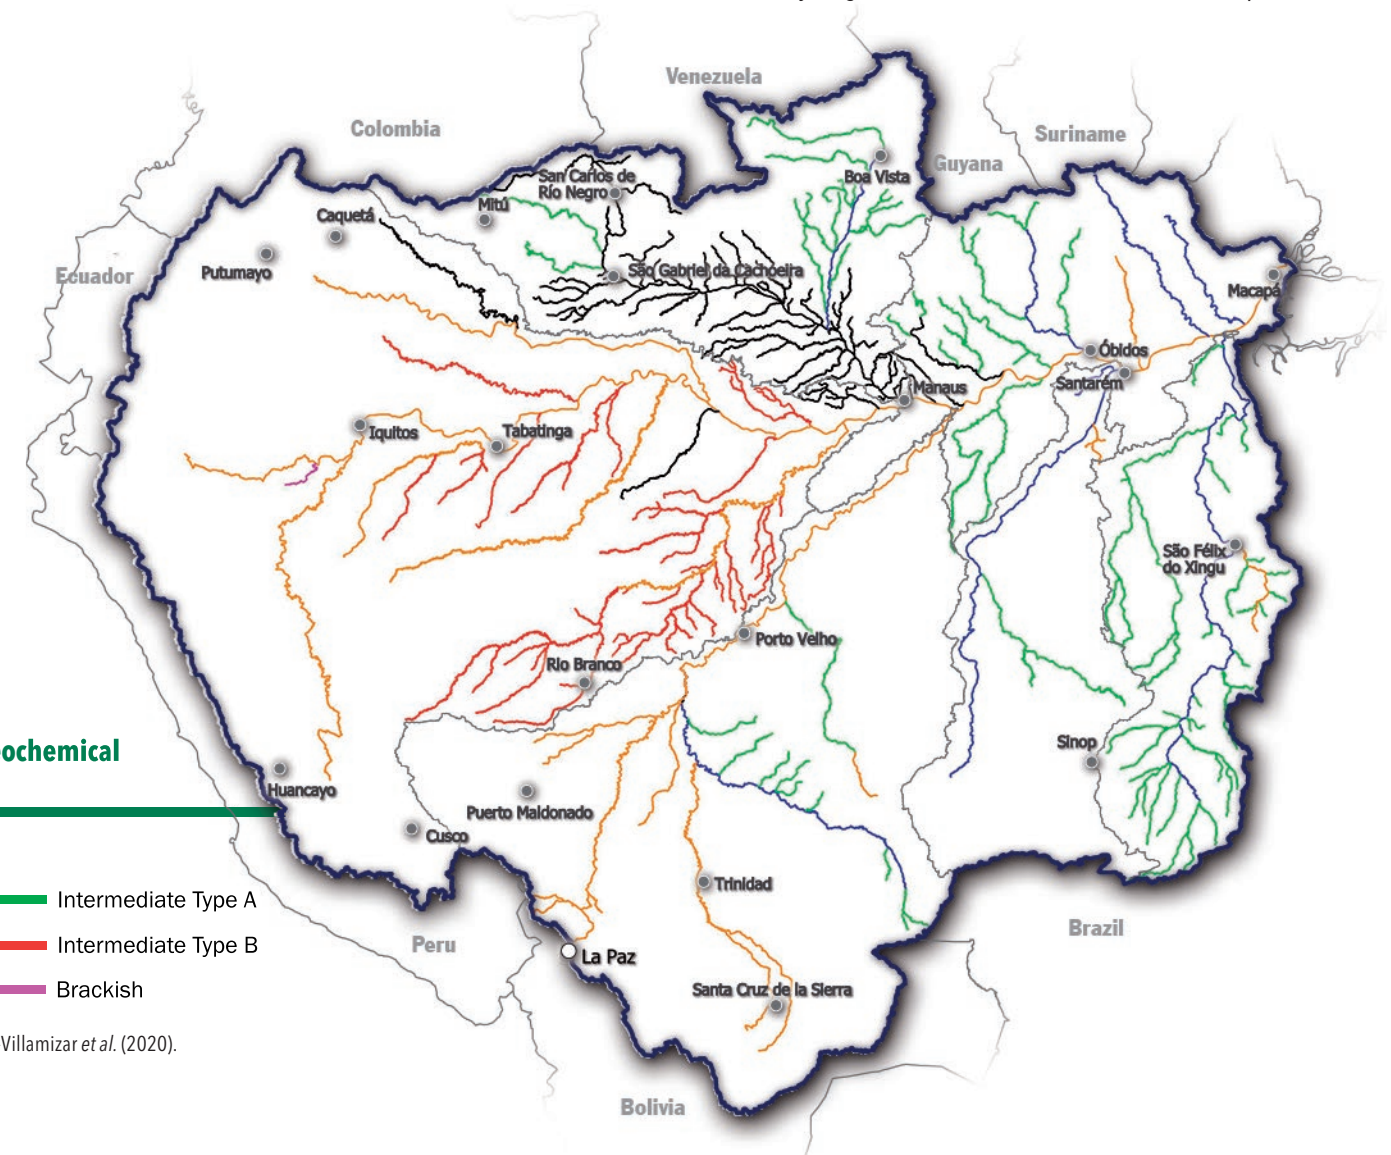 Venezuela
Colombia
Suriname
Guyana
San Carlos de
Río Negro
Boa Vista
Mitú
Caquetá
Putumayo
São Gabriel da Cachoeira
Ecuador
Macapá
Óbidos
Santarém
Manaus
Iquitos
Tabatinga
São Félix
do Xingu
Porto Velho
Rio Branco
Sinop
ochemical
Huancayo
Puerto Maldonado
Cusco
Trinidad
Intermediate Type A
Brazil
Intermediate Type B
Peru
La Paz
Brackish
Santa Cruz de la Sierra
Villamizar et al. (2020).
Bolivia